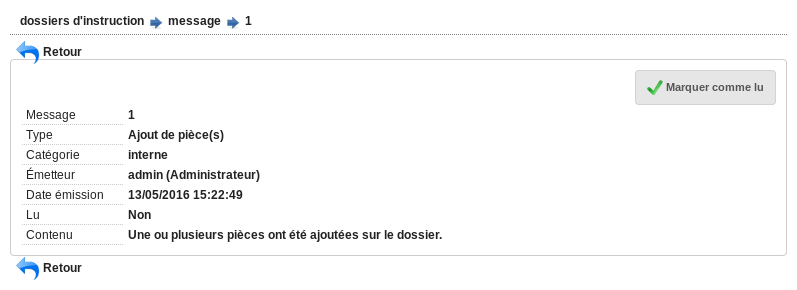 dossiers d'instruction message 1
Retour
Marquer comme lu
Message 1
Type Ajout de pièce(s)
Catégorie interne
Émetteur admin (Administrateur)
Date émission 13/05/2016 15:22:49
Lu Non
Contenu Une ou plusieurs pièces ont été ajoutées sur le dossier.
Retour